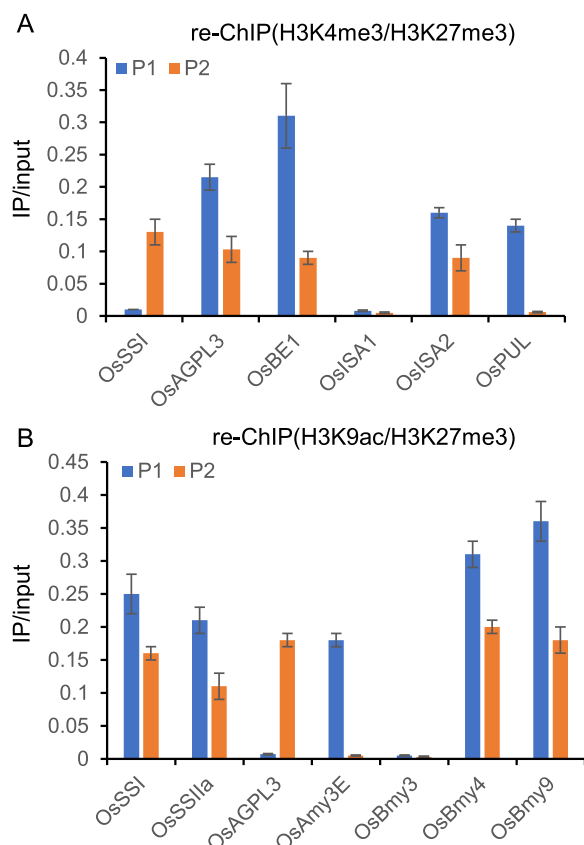 A
re-ChIP(H3K4me3/H3K27me3)
P1 P2
IP/input
0.4
0.35
0.3
0.25
0.2
0.15
0.1
0.05
0
OsSSI OsAGPL3 OsBE1 OsISA1 OsISA2 OsPUL
B
re-ChIP(H3K9ac/H3K27me3)
P1 P2
IP/input
0.45
0.4
0.35
0.3
0.25
0.2
0.15
0.1
0.05
0
OsSSI OsSSIIa OsAGPL3 OsAmy3E OsBmy3 OsBmy4 OsBmy9